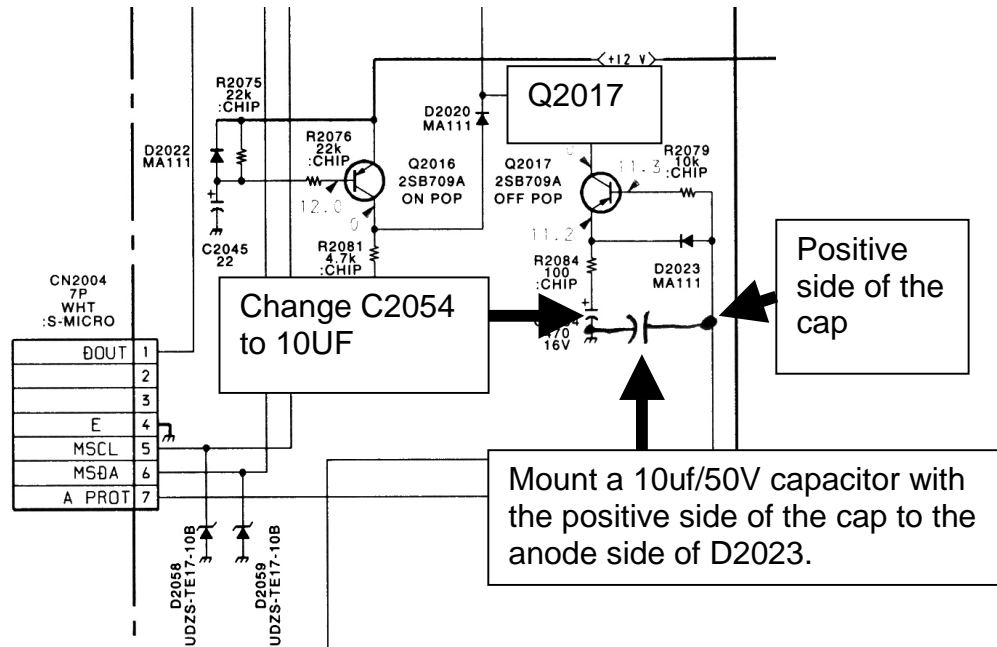 +12 V
R2075
22k
:CHIP
D2022
MA111
R2076
22k
:CHIP
12.0
0
Q2016
2SB709A
ON POP
D2020
MA111
Q2017
Q2017
2SB709A
OFF POP
0
11.3
R2079
10k
:CHIP
11.2
C2045
22
R2081
4.7k
:CHIP
R2084
100
:CHIP
D2023
MA111
Positive
side of the
cap
Change C2054
to 10UF
470
16V
CN2004
7P
WHT
:S-MICRO
DOUT 1
2
3
E 4
MSCL 5
MSDA 6
A PROT 7
D2058
UDZS-TE17-10B
D2059
UDZS-TE17-10B
Mount a 10uf/50V capacitor with
the positive side of the cap to the
anode side of D2023.